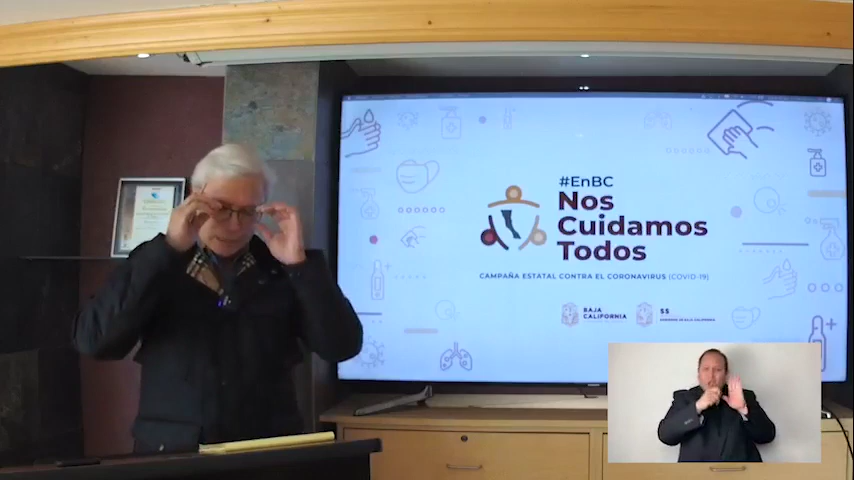 #EnBC
Nos
Cuidamos
Todos
CAMPAÑA ESTATAL CONTRA EL CORONAVIRUS (COVID-19)
BAJA
CALIFORNIA
SS